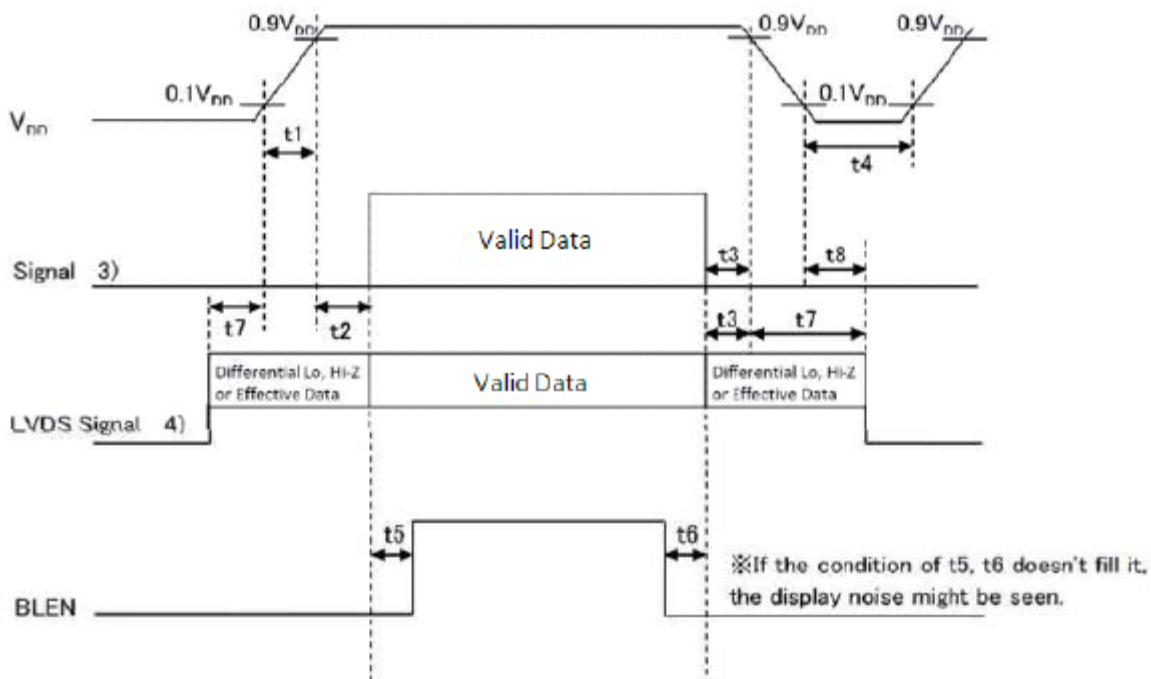 0.9VDD
0.9VDD
0.9VDD
0.1VDD
0.1VDD
VDD
t1
t4
Valid Data
t3
t8
Signal 3)
t7
t2
t3
t7
Differential Lo, Hi-Z
or Effective Data
Valid Data
Differential Lo, Hi-Z
or Effective Data
LVDS Signal 4)
t5
t6
※If the condition of t5, t6 doesn't fill it,
the display noise might be seen.
BLEN